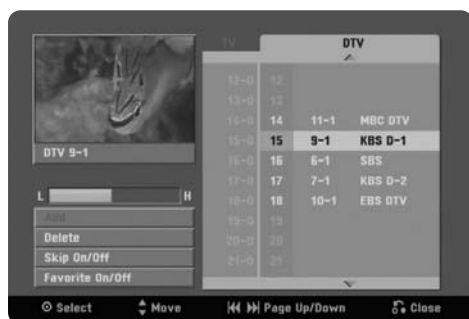 TV DTV
12-0 12
13-0 13
14-0 14 11-1 MBC DTV
15-0 15 9-1 KBS D-1
16-0 16 6-1 SBS
17-0 17 7-1 KBS D-2
18-0 18 10-1 EBS DTV
19-0 19
20-0 20
21-0 21
DTV 9-1
L H
Add
Delete
Skip On/Off
Favorite On/Off
Select Move Page Up/Down Close